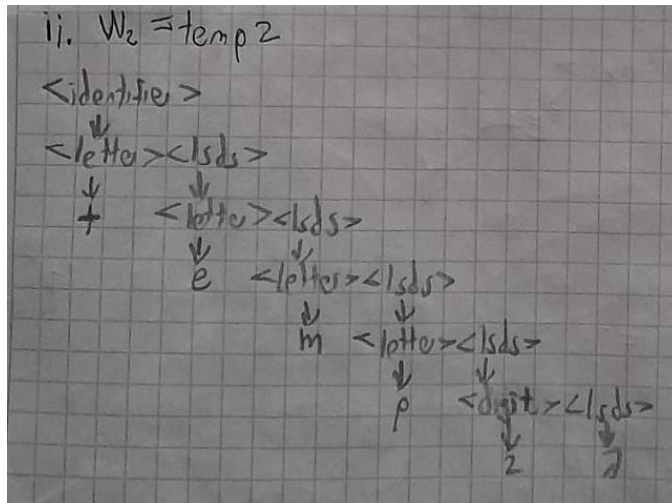 ii. W₂ = temp2
<identifier>
<letter><lsds>
t <letter><lsds>
e <letter><lsds>
m <letter><lsds>
p <digit><lsds>
2 λ